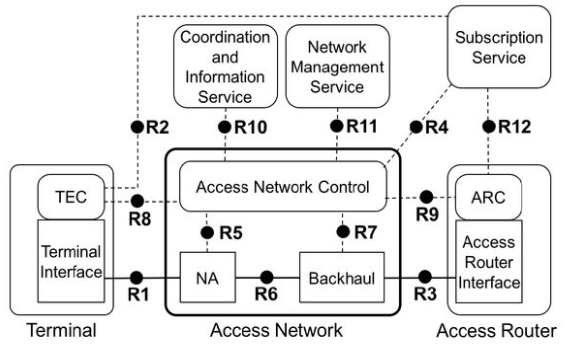 Coordination
and
Information
Service
Network
Management
Service
Subscription
Service
R2
R10
R11
R4
R12
TEC
Access Network Control
ARC
R8
R9
Terminal
Interface
R5
R7
Access
Router
Interface
NA
Backhaul
R1
R6
R3
Terminal
Access Network
Access Router